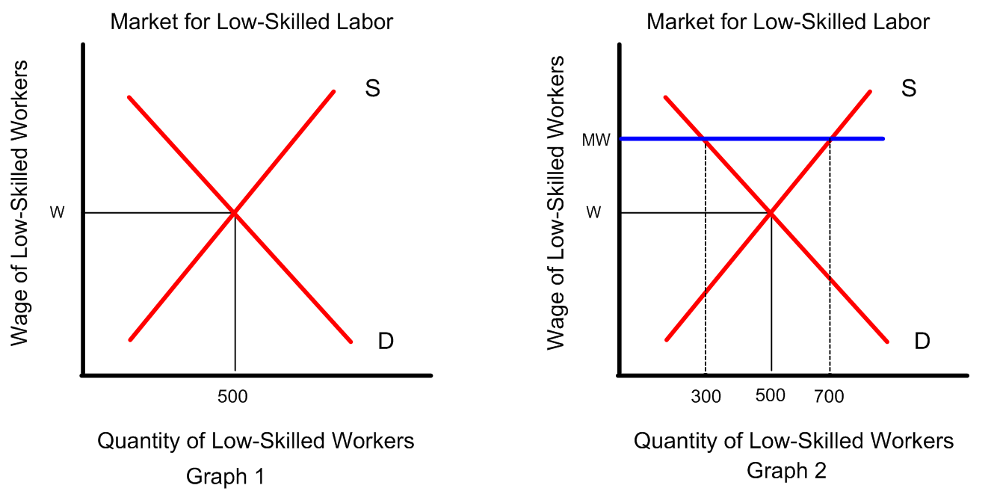 Market for Low-Skilled Labor
Wage of Low-Skilled Workers
S
W
D
500
Quantity of Low-Skilled Workers
Graph 1
Market for Low-Skilled Labor
Wage of Low-Skilled Workers
S
MW
W
D
300 500 700
Quantity of Low-Skilled Workers
Graph 2